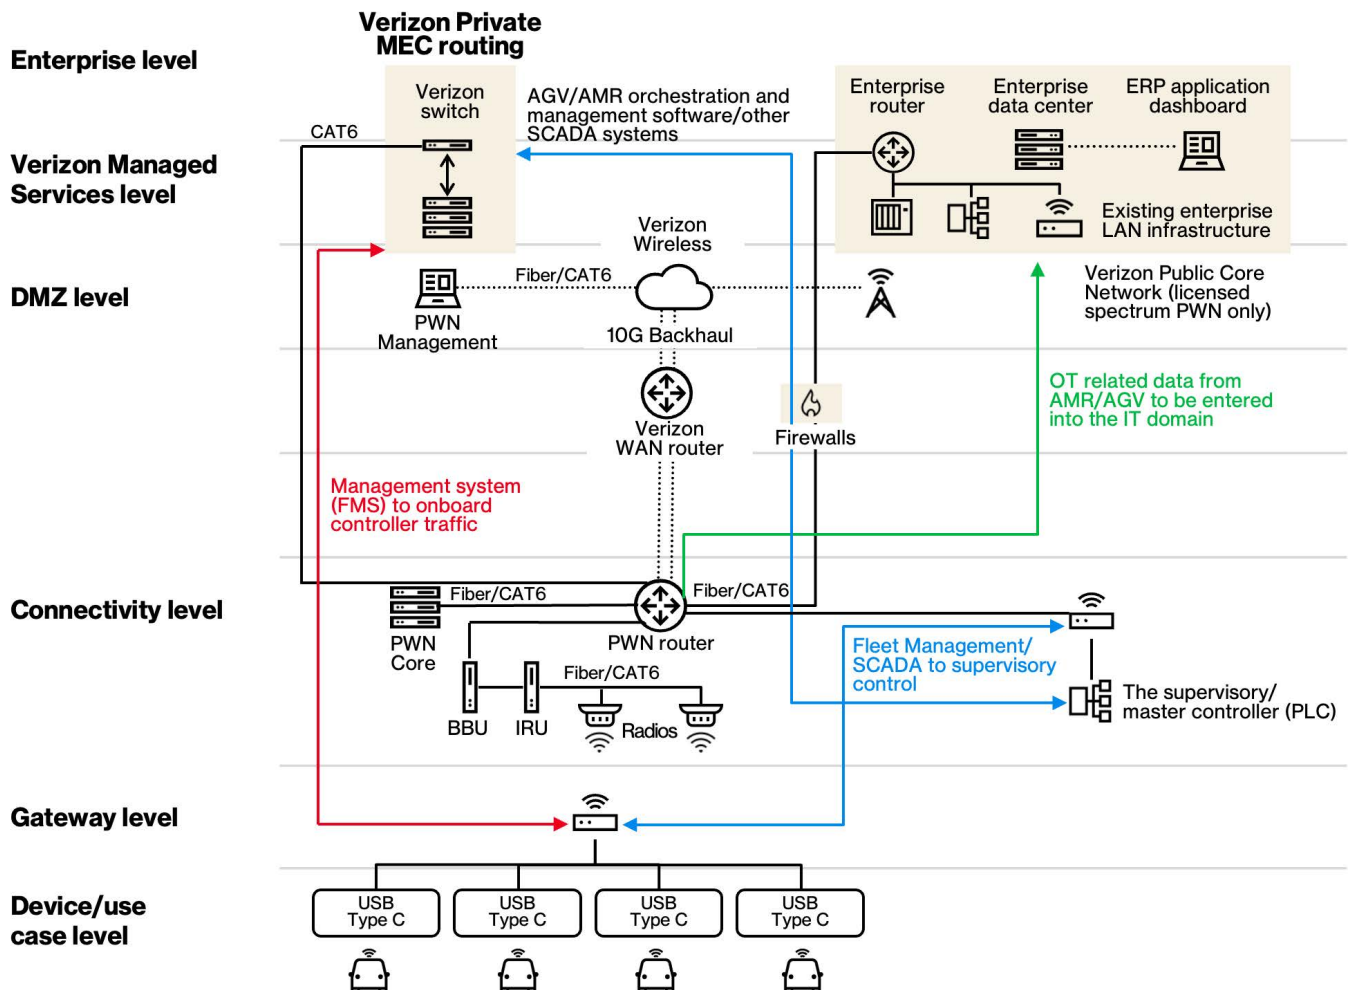 Verizon Private
MEC routing
Enterprise level
Verizon
switch
AGV/AMR orchestration and
management software/other
SCADA systems
Enterprise
router
Enterprise
data center
ERP application
dashboard
CAT6
Verizon Managed
Services level
Existing enterprise
LAN infrastructure
Verizon
Wireless
DMZ level
Fiber/CAT6
PWN
Management
10G Backhaul
Verizon Public Core
Network (licensed
spectrum PWN only)
Verizon
WAN router
Firewalls
OT related data from
AMR/AGV to be entered
into the IT domain
Management system
(FMS) to onboard
controller traffic
Connectivity level
Fiber/CAT6
Fiber/CAT6
PWN
Core
PWN router
Fiber/CAT6
BBU
IRU
Radios
Fleet Management/
SCADA to supervisory
control
The supervisory/
master controller (PLC)
Gateway level
Device/use
case level
USB
Type C
USB
Type C
USB
Type C
USB
Type C